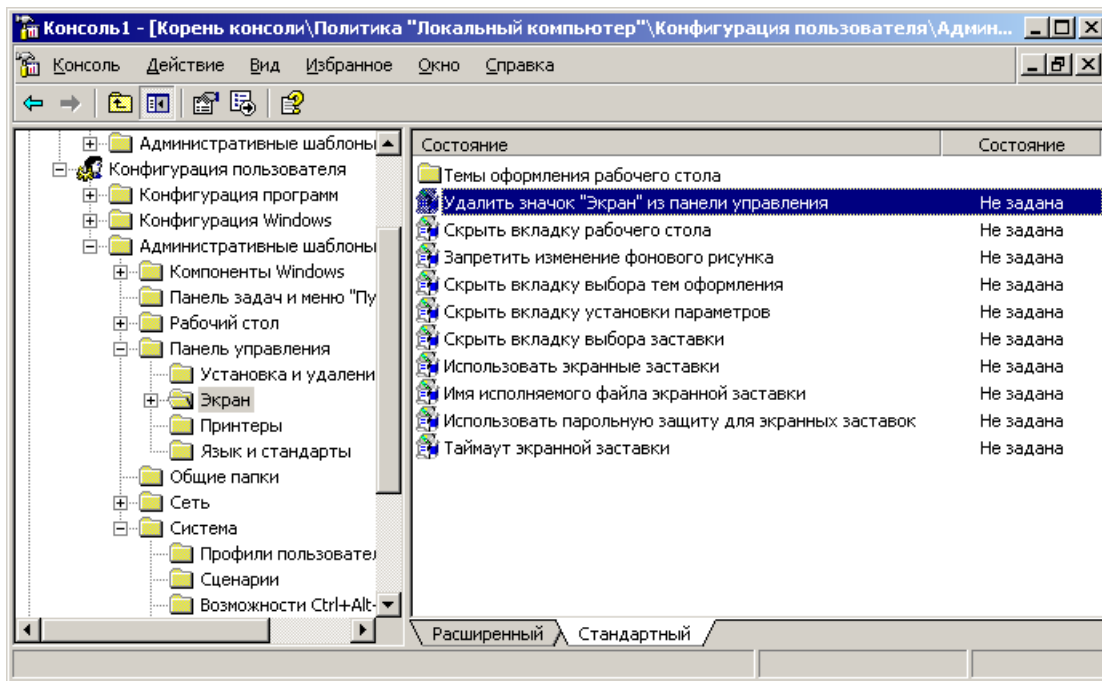 Консоль1 - [Корень консоли\Политика "Локальный компьютер"\Конфигурация пользователя\Админ...
Консоль Действие Вид Избранное Окно Справка
Административные шаблоны
Конфигурация пользователя
Конфигурация программ
Конфигурация Windows
Административные шаблоны
Компоненты Windows
Панель задач и меню "Пу
Рабочий стол
Панель управления
Установка и удалени
Экран
Принтеры
Язык и стандарты
Общие папки
Сеть
Система
Профили пользовател
Сценарии
Возможности Ctrl+Alt-
Состояние Состояние
Темы оформления рабочего стола
Удалить значок "Экран" из панели управления Не задана
Скрыть вкладку рабочего стола Не задана
Запретить изменение фонового рисунка Не задана
Скрыть вкладку выбора тем оформления Не задана
Скрыть вкладку установки параметров Не задана
Скрыть вкладку выбора заставки Не задана
Использовать экранные заставки Не задана
Имя исполняемого файла экранной заставки Не задана
Использовать парольную защиту для экранных заставок Не задана
Таймаут экранной заставки Не задана
Расширенный Стандартный